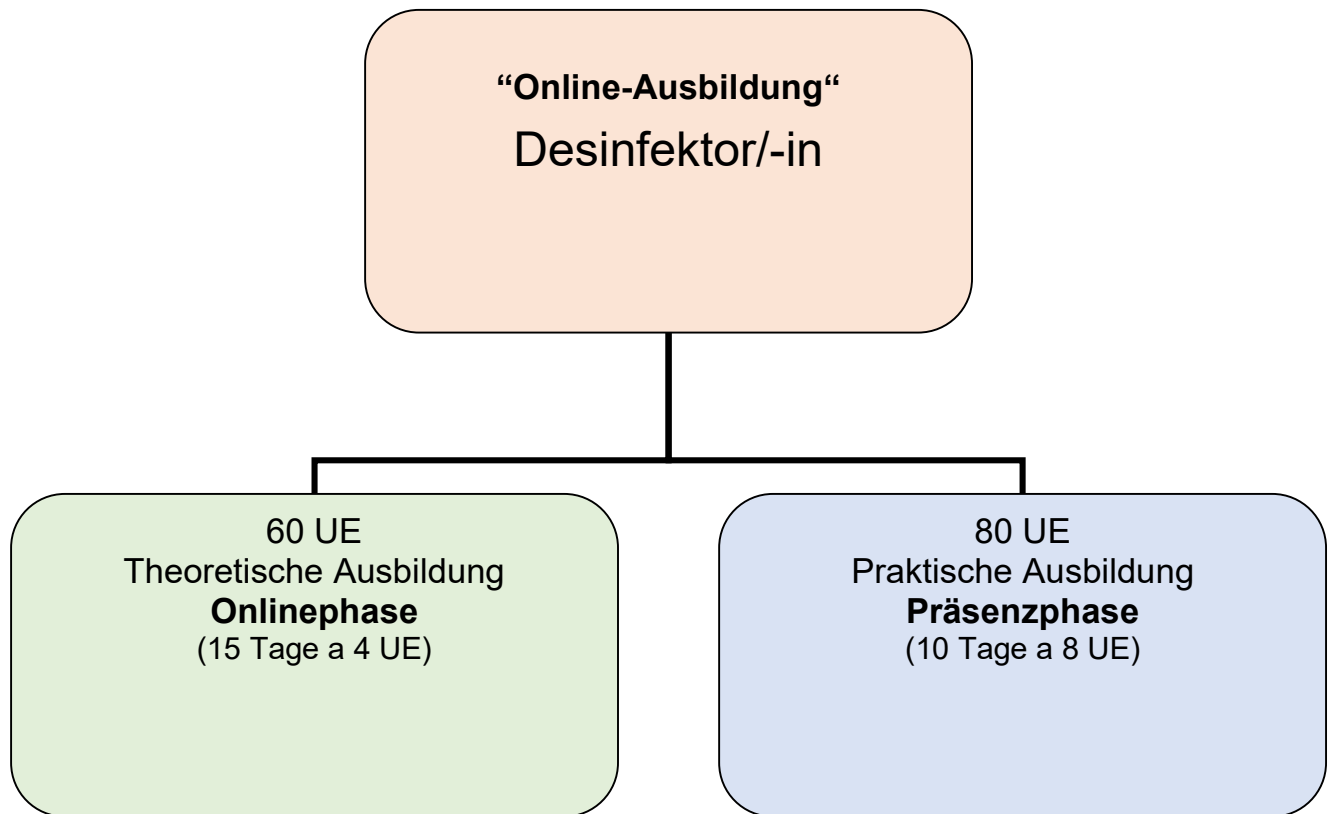 “Online-Ausbildung“
Desinfektor/-in
60 UE
Theoretische Ausbildung
Onlinephase
(15 Tage a 4 UE)
80 UE
Praktische Ausbildung
Präsenzphase
(10 Tage a 8 UE)